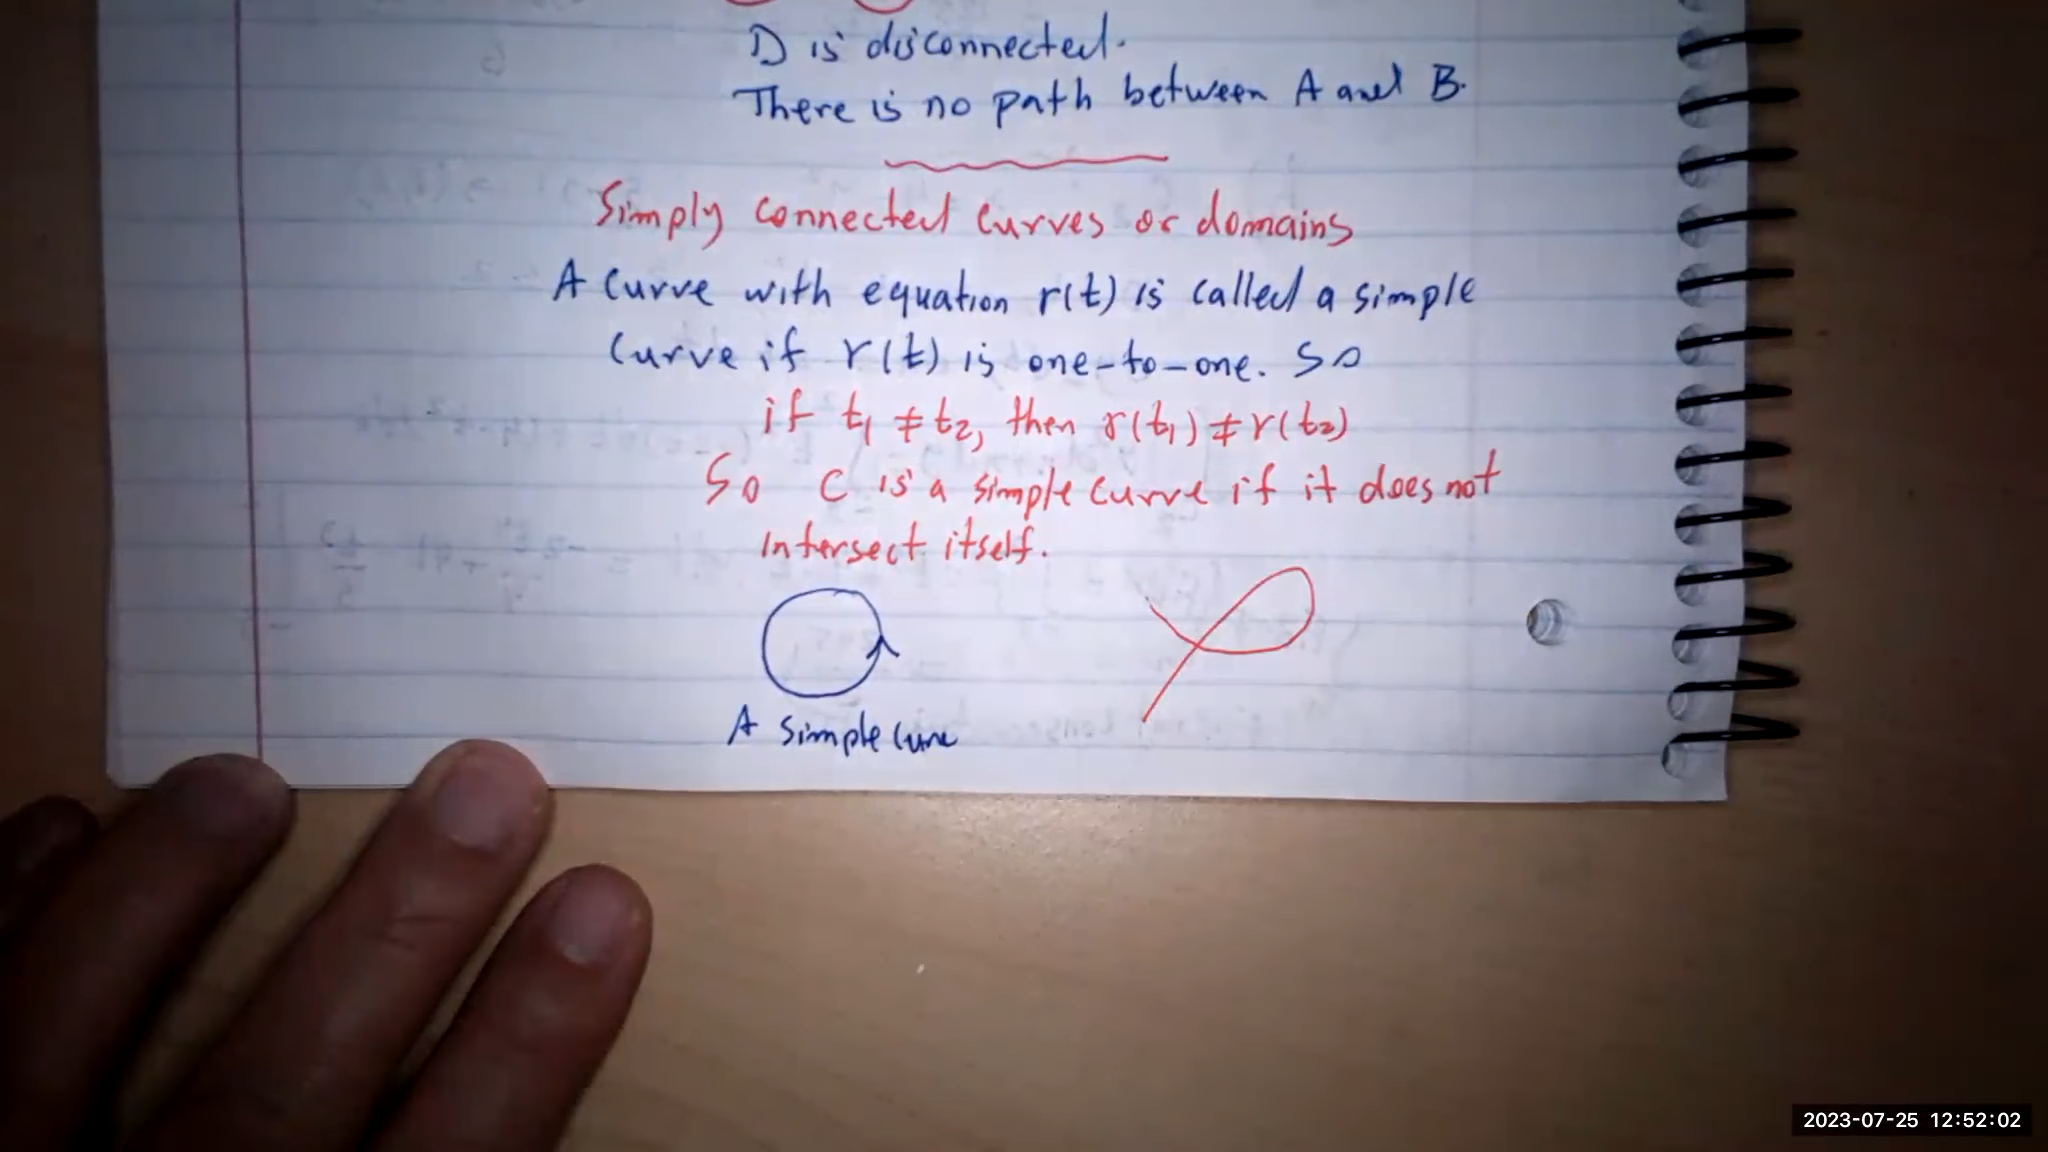 D is disconnected.
There is no path between A and B.
Simply connected curves or domains
A curve with equation r(t) is called a simple
curve if r(t) is one-to-one. So
if t₁ ≠ t₂, then r(t₁) ≠ r(t₂)
So C is a simple curve if it does not
intersect itself.
A simple curve
2023-07-25 12:52:02